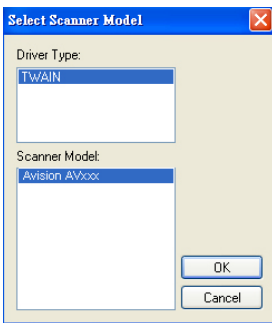 Select Scanner Model
Driver Type:
TWAIN
Scanner Model:
Avision AVxxx
OK
Cancel